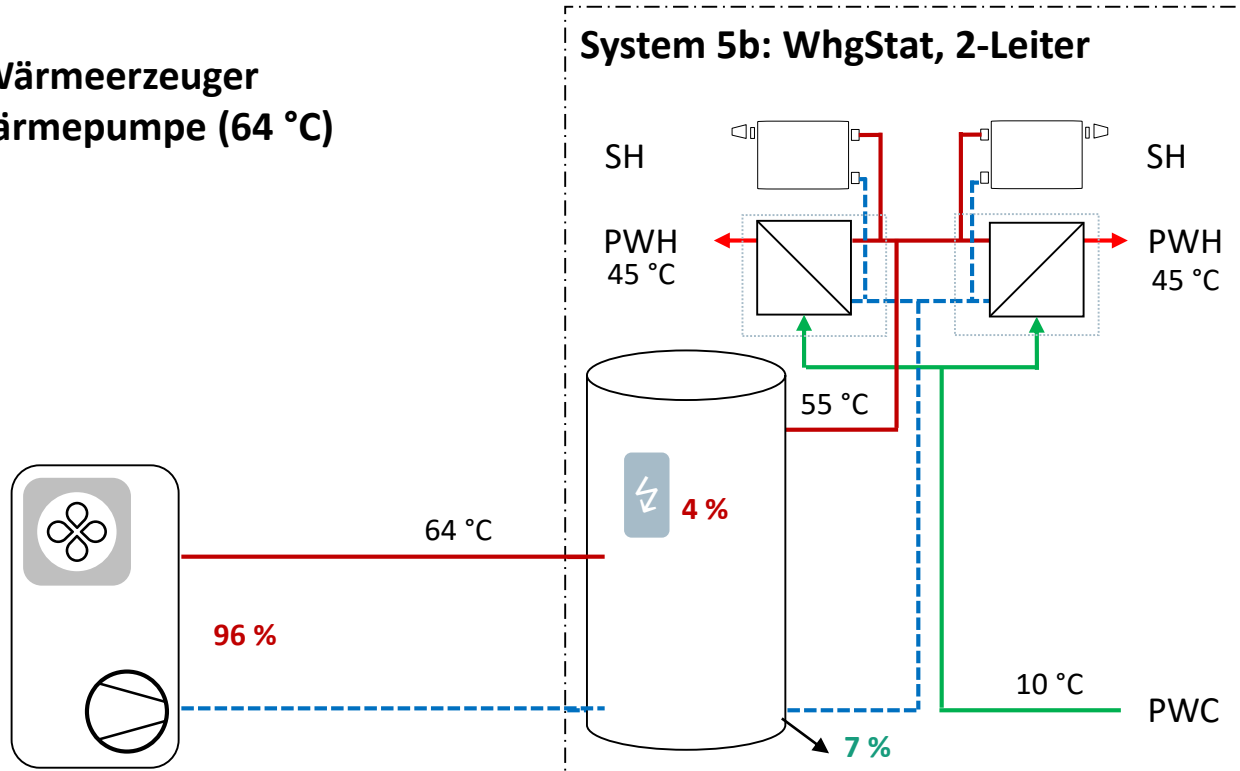 System 5b: WhgStat, 2-Leiter
Wärmeerzeuger
ärmepumpe (64 °C)
SH
SH
PWH
45 °C
PWH
45 °C
55 °C
4 %
64 °C
96 %
10 °C
PWC
7 %